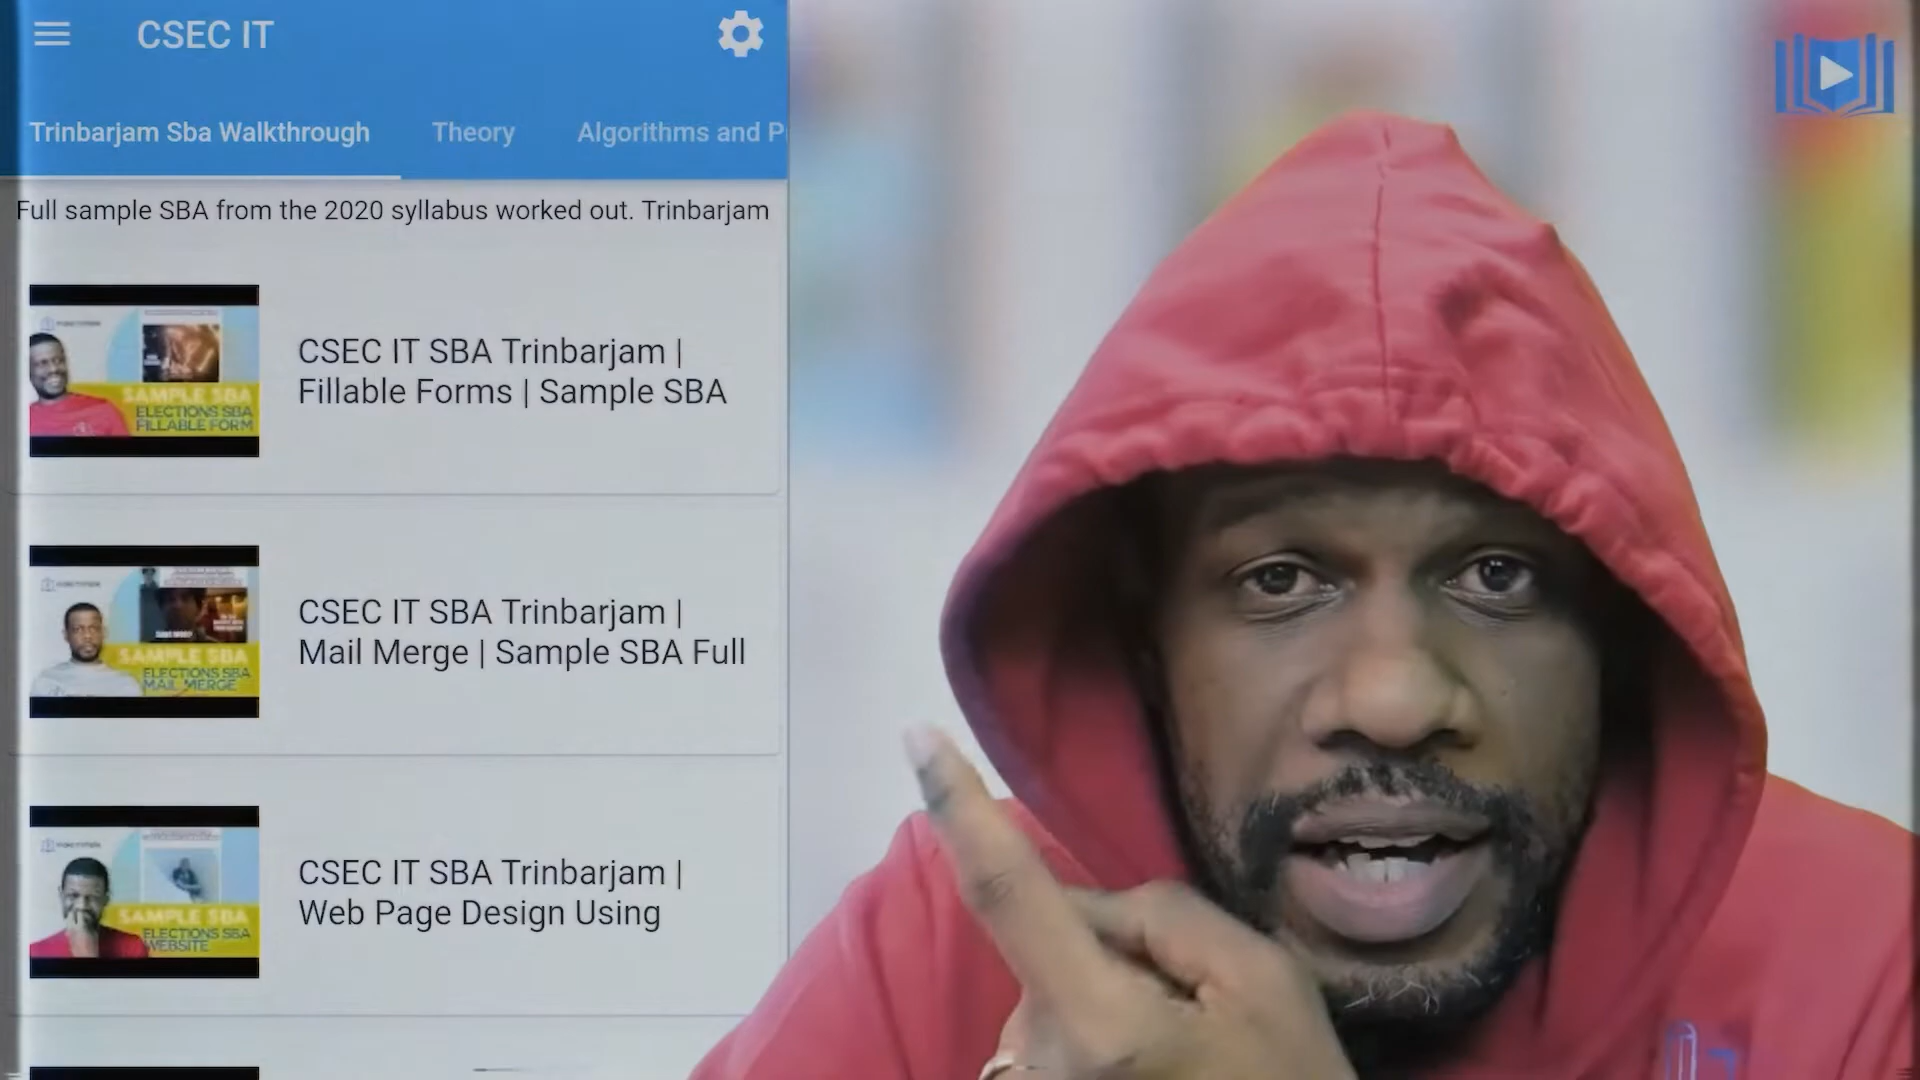 CSEC IT
Trinbarjam Sba Walkthrough
Theory
Algorithms and P
Full sample SBA from the 2020 syllabus worked out. Trinbarjam
SAMPLE SBA
ELECTIONS SBA
FILLABLE FORM
CSEC IT SBA Trinbarjam |
Fillable Forms | Sample SBA
SAMPLE SBA
ELECTIONS SBA
MAIL MERGE
CSEC IT SBA Trinbarjam |
Mail Merge | Sample SBA Full
SAMPLE SBA
ELECTIONS SBA
WEBSITE
CSEC IT SBA Trinbarjam |
Web Page Design Using